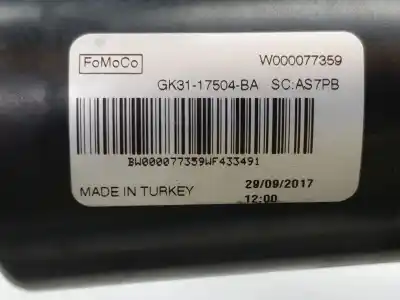 FoMoCo W000077359
GK31-17504-BA SC:AS7PB
BW000077359WF433491
MADE IN TURKEY 29/09/2017
12:00